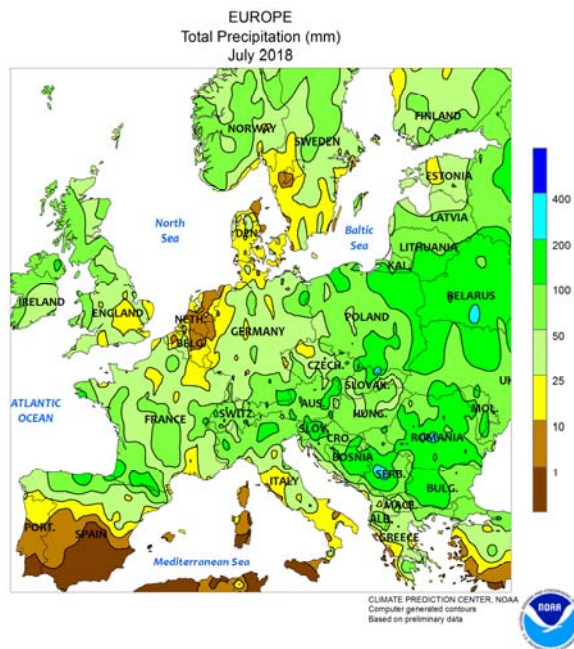 EUROPE
Total Precipitation (mm)
July 2018
FINLAND
NORWAY
SWEDEN
ESTONIA
North
Sea
Baltic
Sea
LATVIA
DEN.
LITHUANIA
KAL.
IRELAND
ENGLAND
NETH.
BELARUS
BELG.
GERMANY
POLAND
CZECH.
SLOVAK.
ATLANTIC
OCEAN
FRANCE
SWITZ.
AUS.
HUNG.
MOL.
SLOV.
CRO.
ROMANIA
BOSNIA
SERB.
ITALY
BULG.
MACE.
ALB.
PORT.
SPAIN
GREECE
Mediterranean Sea
400
200
100
50
25
10
1
CLIMATE PREDICTION CENTER, NOAA
Computer generated contours
Based on preliminary data
NOAA